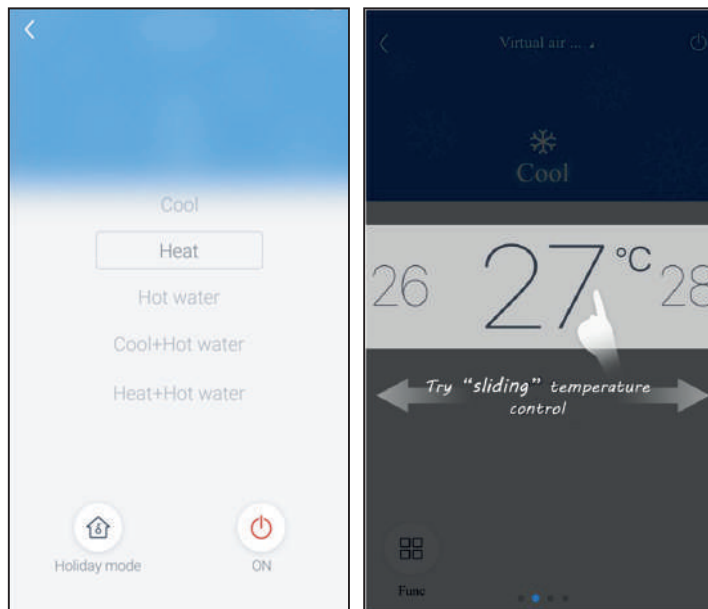 Cool
Heat
Hot water
Cool+Hot water
Heat+Hot water
Holiday mode
ON
Virtual air ...
Cool
26
27°C
28
Try “sliding” temperature
control
Func